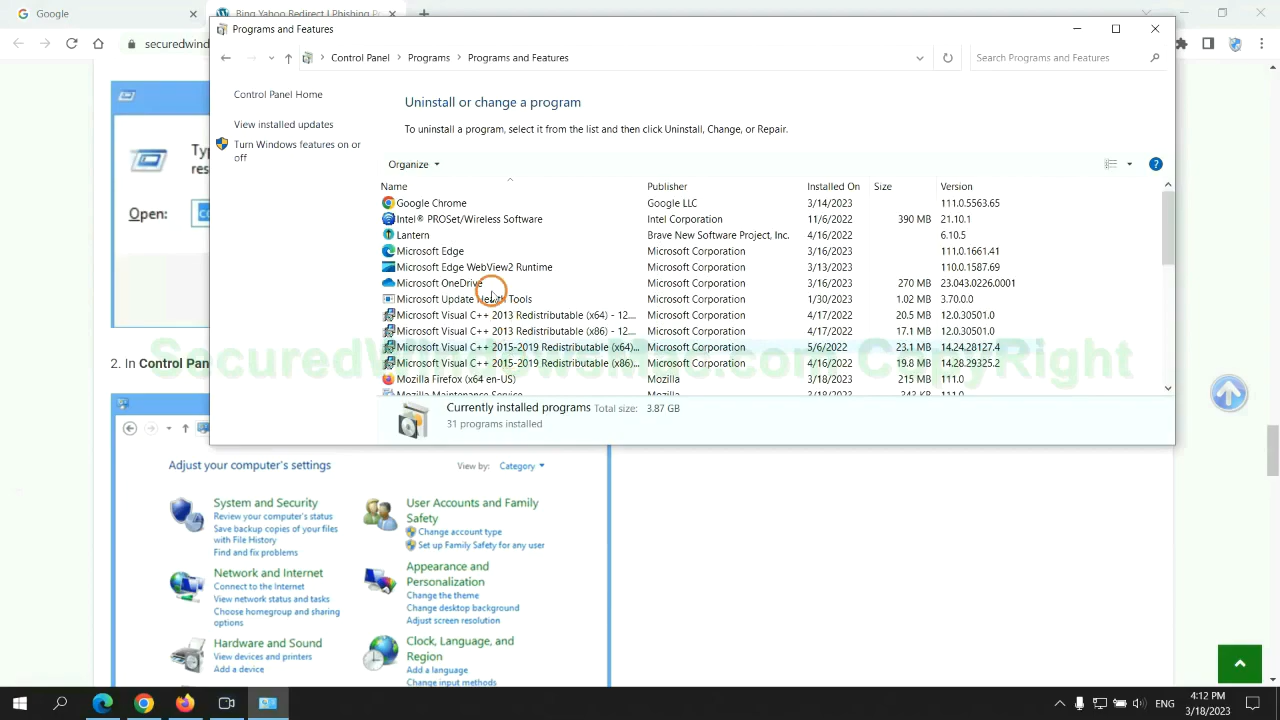 Google
Bing Yahoo Redirect | Phishing Pr
securedwind
Programs and Features
Control Panel
Programs
Programs and Features
Search Programs and Features
Control Panel Home
View installed updates
Turn Windows features on or
off
Uninstall or change a program
To uninstall a program, select it from the list and then click Uninstall, Change, or Repair.
Organize
Name Publisher Installed On Size Version
Google Chrome Google LLC 3/14/2023 111.0.5563.65
Intel® PROSet/Wireless Software Intel Corporation 11/6/2022 390 MB 21.10.1
Lantern Brave New Software Project, Inc. 4/16/2022 6.10.5
Microsoft Edge Microsoft Corporation 3/16/2023 111.0.1661.41
Microsoft Edge WebView2 Runtime Microsoft Corporation 3/13/2023 110.0.1587.69
Microsoft OneDrive Microsoft Corporation 3/16/2023 270 MB 23.043.0226.0001
Microsoft Update Health Tools Microsoft Corporation 1/30/2023 1.02 MB 3.70.0.0
Microsoft Visual C++ 2013 Redistributable (x64) - 12.... Microsoft Corporation 4/17/2022 20.5 MB 12.0.30501.0
Microsoft Visual C++ 2013 Redistributable (x86) - 12.... Microsoft Corporation 4/17/2022 17.1 MB 12.0.30501.0
Microsoft Visual C++ 2015-2019 Redistributable (x64)... Microsoft Corporation 5/6/2022 23.1 MB 14.24.28127.4
Microsoft Visual C++ 2015-2019 Redistributable (x86)... Microsoft Corporation 4/16/2022 19.8 MB 14.28.29325.2
Mozilla Firefox (x64 en-US) Mozilla 3/18/2023 215 MB 111.0
Mozilla Maintenance Service Mozilla 3/18/2023 343 KB 111.0
Currently installed programs Total size: 3.87 GB
31 programs installed
Ty
res
Open: co
2. In Control Pan
Adjust your computer's settings
View by: Category
System and Security
Review your computer's status
Save backup copies of your files
with File History
Find and fix problems
Network and Internet
Connect to the Internet
View network status and tasks
Choose homegroup and sharing
options
Hardware and Sound
View devices and printers
Add a device
User Accounts and Family
Safety
Change account type
Set up Family Safety for any user
Appearance and
Personalization
Change the theme
Change desktop background
Adjust screen resolution
Clock, Language, and
Region
Add a language
Change input methods
ENG
4:12 PM
3/18/2023